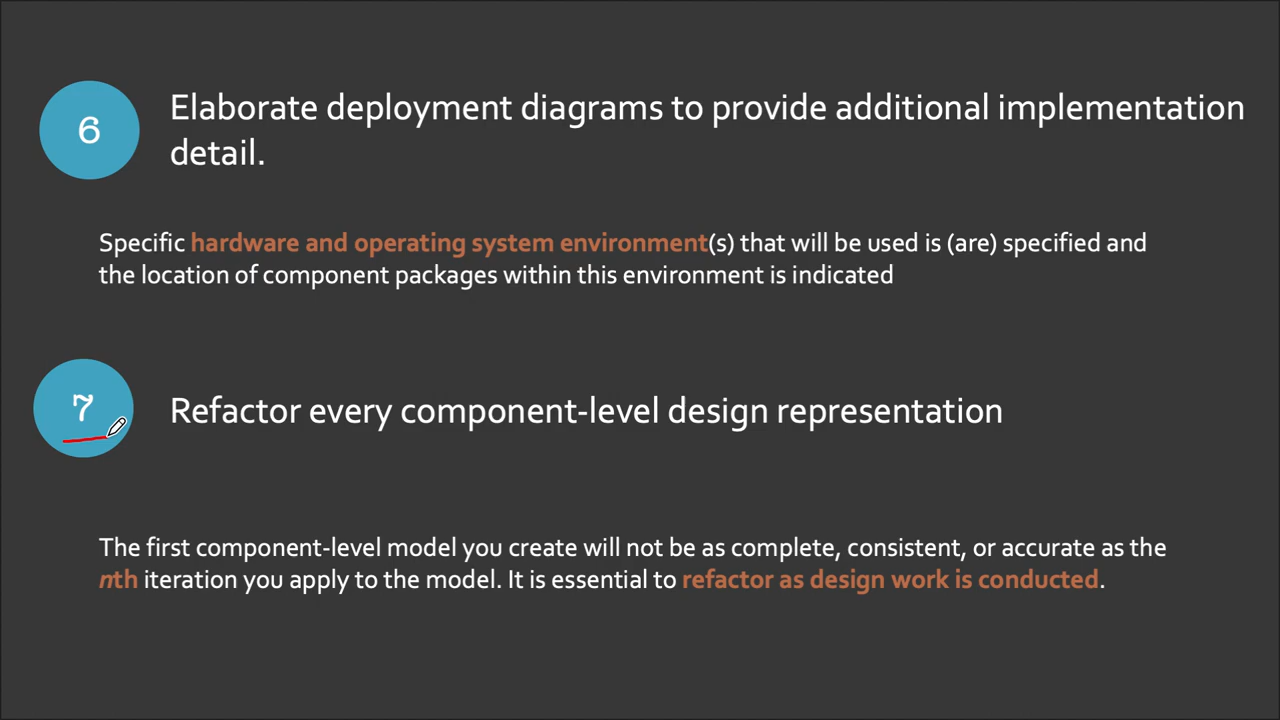 6
Elaborate deployment diagrams to provide additional implementation
detail.
Specific hardware and operating system environment(s) that will be used is (are) specified and
the location of component packages within this environment is indicated
7
Refactor every component-level design representation
The first component-level model you create will not be as complete, consistent, or accurate as the
nth iteration you apply to the model. It is essential to refactor as design work is conducted.